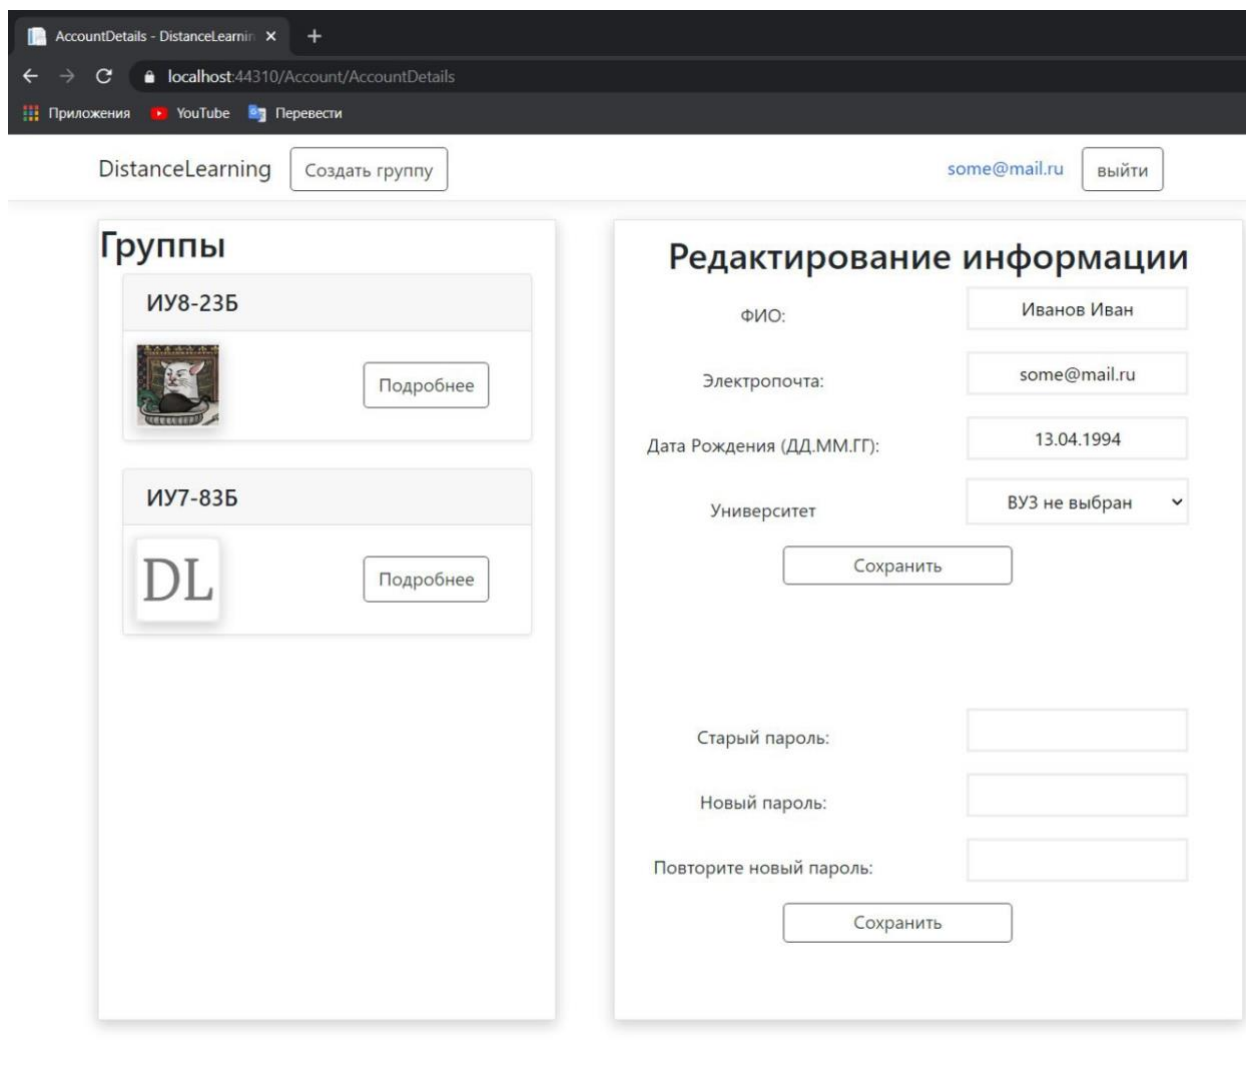 AccountDetails - DistanceLearnin
localhost:44310/Account/AccountDetails
Приложения YouTube Перевести
DistanceLearning Создать группу some@mail.ru выйти
Группы
ИУ8-23Б
Подробнее
ИУ7-83Б
DL Подробнее
Редактирование информации
ФИО: Иванов Иван
Электропочта: some@mail.ru
Дата Рождения (ДД.ММ.ГГ): 13.04.1994
Университет ВУЗ не выбран
Сохранить
Старый пароль:
Новый пароль:
Повторите новый пароль:
Сохранить